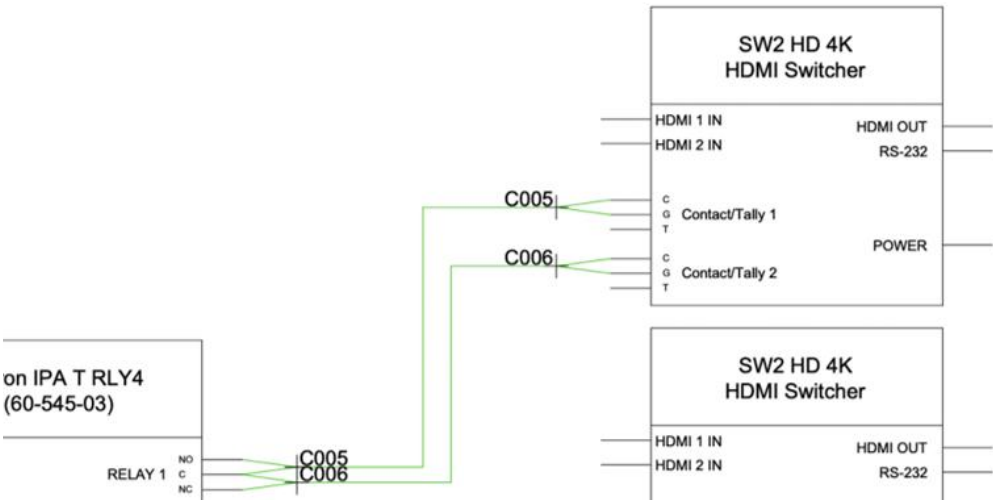 SW2 HD 4K
HDMI Switcher
HDMI 1 IN
HDMI OUT
HDMI 2 IN
RS-232
C005
C
G Contact/Tally 1
T
POWER
C006
C
G Contact/Tally 2
T
on IPA T RLY4
(60-545-03)
SW2 HD 4K
HDMI Switcher
HDMI 1 IN
HDMI OUT
HDMI 2 IN
RS-232
NO
C005
RELAY 1 C
C006
NC